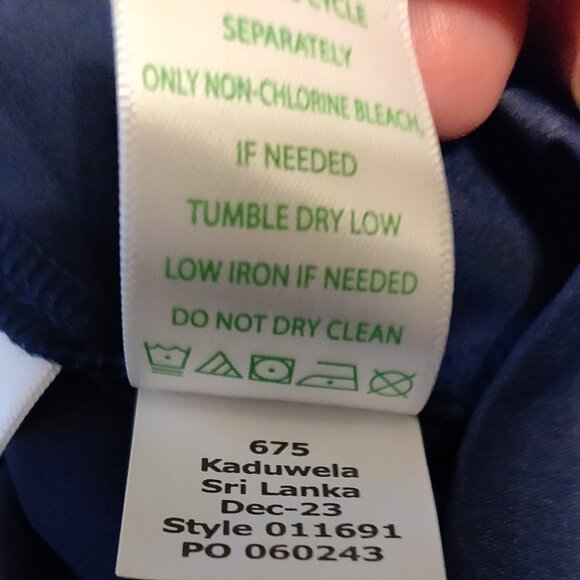 CYCLE
SEPARATELY
ONLY NON-CHLORINE BLEACH,
IF NEEDED
TUMBLE DRY LOW
LOW IRON IF NEEDED
DO NOT DRY CLEAN
675
Kaduwela
Sri Lanka
Dec-23
Style 011691
PO 060243